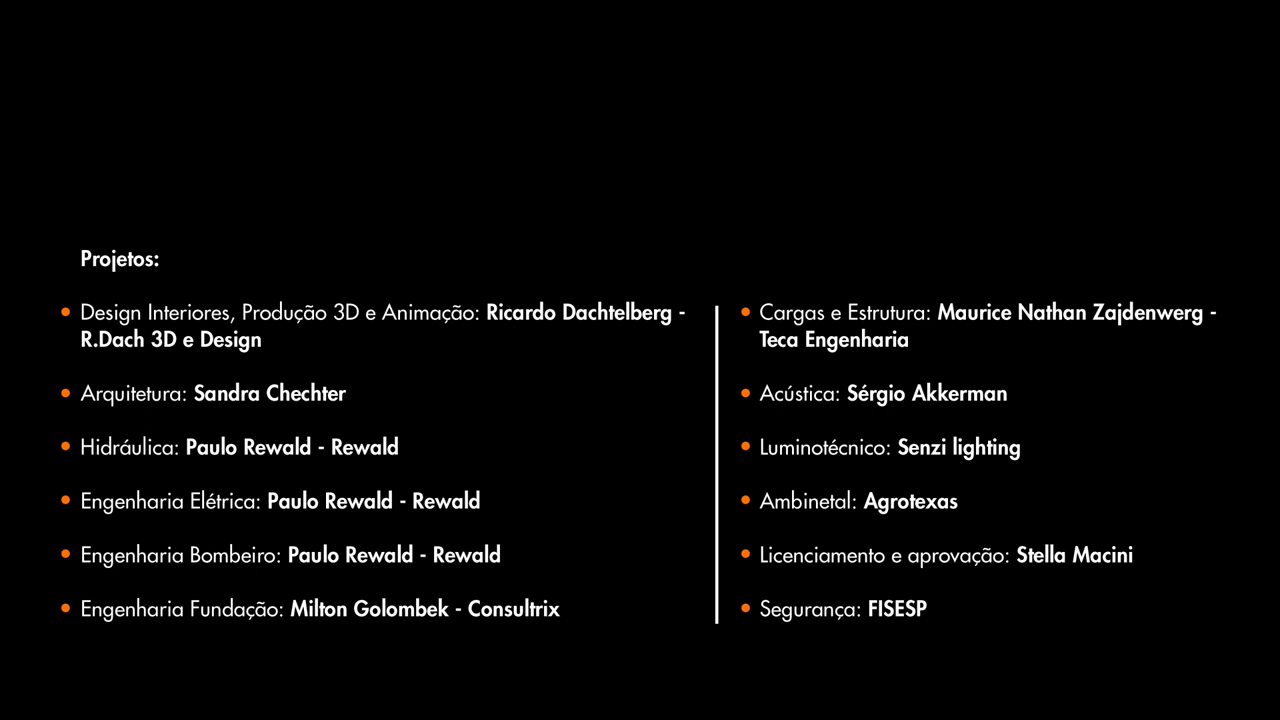 Projetos:
Design Interiores, Produção 3D e Animação: Ricardo Dachtelberg -
R.Dach 3D e Design
Arquitetura: Sandra Chechter
Hidráulica: Paulo Rewald - Rewald
Engenharia Elétrica: Paulo Rewald - Rewald
Engenharia Bombeiro: Paulo Rewald - Rewald
Engenharia Fundação: Milton Golombek - Consultrix
Cargas e Estrutura: Maurice Nathan Zajdenwerg -
Teca Engenharia
Acústica: Sérgio Akkerman
Luminotécnico: Senzi lighting
Ambinetal: Agrotexas
Licenciamento e aprovação: Stella Macini
Segurança: FISESP